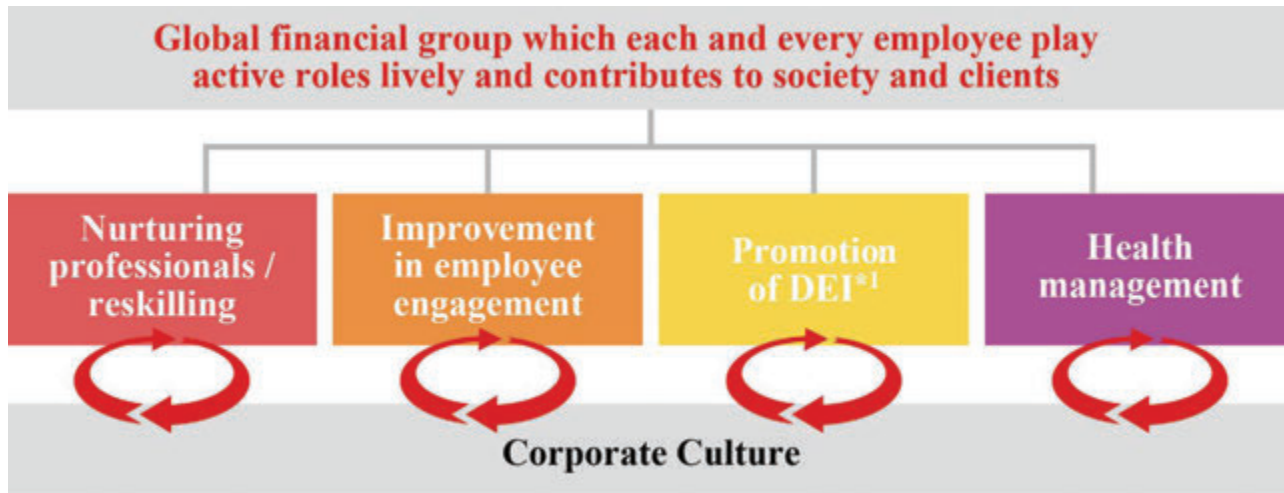 Global financial group which each and every employee play
active roles lively and contributes to society and clients
Nurturing
professionals /
reskilling
Improvement
in employee
engagement
Promotion
of DEI*1
Health
management
Corporate Culture